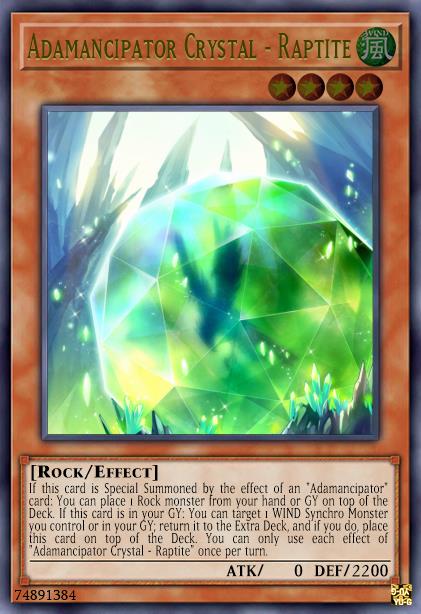 ADAMANCIPATOR CRYSTAL - RAPTITE
WIND
風
[ROCK/EFFECT]
If this card is Special Summoned by the effect of an "Adamancipator"
card: You can place 1 Rock monster from your hand or GY on top of the
Deck. If this card is in your GY: You can target 1 WIND Synchro Monster
you control or in your GY; return it to the Extra Deck, and if you do, place
this card on top of the Deck. You can only use each effect of
"Adamancipator Crystal - Raptite" once per turn.
ATK/ 0 DEF/2200
74891384